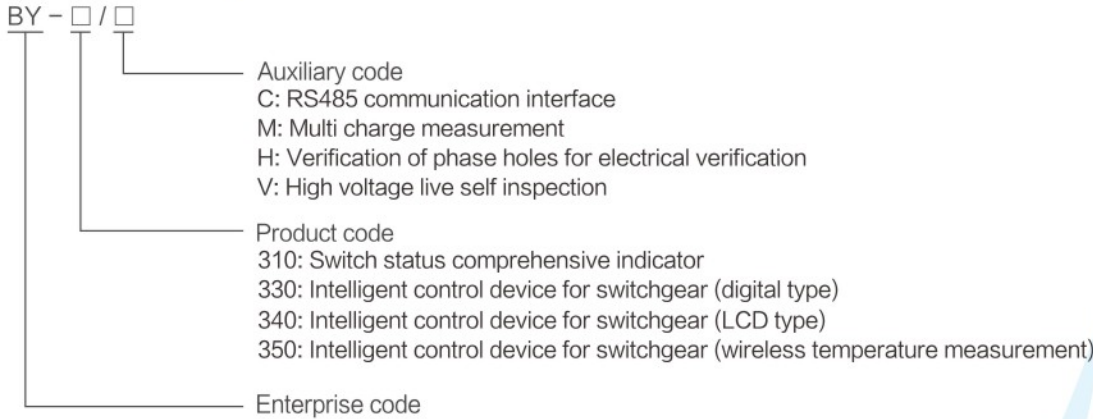 BY – □ / □
Auxiliary code
C: RS485 communication interface
M: Multi charge measurement
H: Verification of phase holes for electrical verification
V: High voltage live self inspection
Product code
310: Switch status comprehensive indicator
330: Intelligent control device for switchgear (digital type)
340: Intelligent control device for switchgear (LCD type)
350: Intelligent control device for switchgear (wireless temperature measurement)
Enterprise code